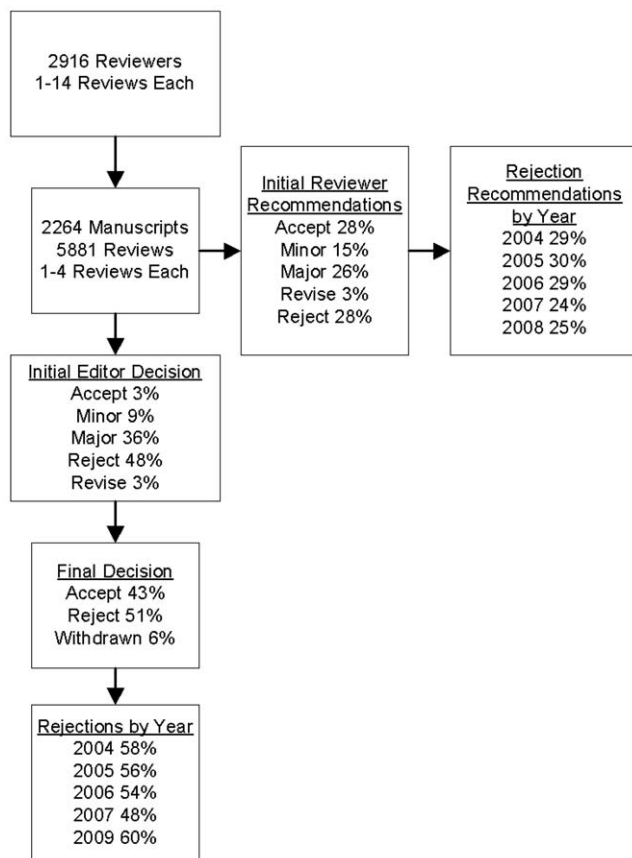 2916 Reviewers
1-14 Reviews Each
2264 Manuscripts
5881 Reviews
1-4 Reviews Each
Initial Reviewer
Recommendations
Accept 28%
Minor 15%
Major 26%
Revise 3%
Reject 28%
Rejection
Recommendations
by Year
2004 29%
2005 30%
2006 29%
2007 24%
2008 25%
Initial Editor Decision
Accept 3%
Minor 9%
Major 36%
Reject 48%
Revise 3%
Final Decision
Accept 43%
Reject 51%
Withdrawn 6%
Rejections by Year
2004 58%
2005 56%
2006 54%
2007 48%
2009 60%